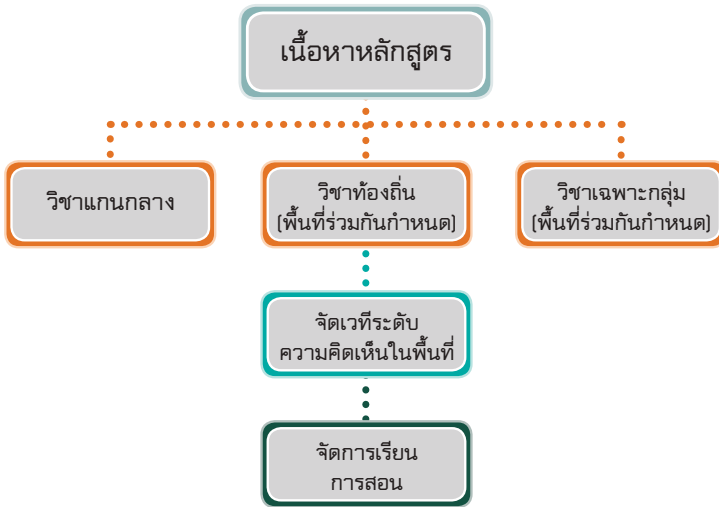 เนื้อหาหลักสูตร
วิชาแกนกลาง
วิชาท้องถิ่น
(พื้นที่ร่วมกันกำหนด)
วิชาเฉพาะกลุ่ม
(พื้นที่ร่วมกันกำหนด)
จัดเวทีระดับ
ความคิดเห็นในพื้นที่
จัดการเรียน
การสอน